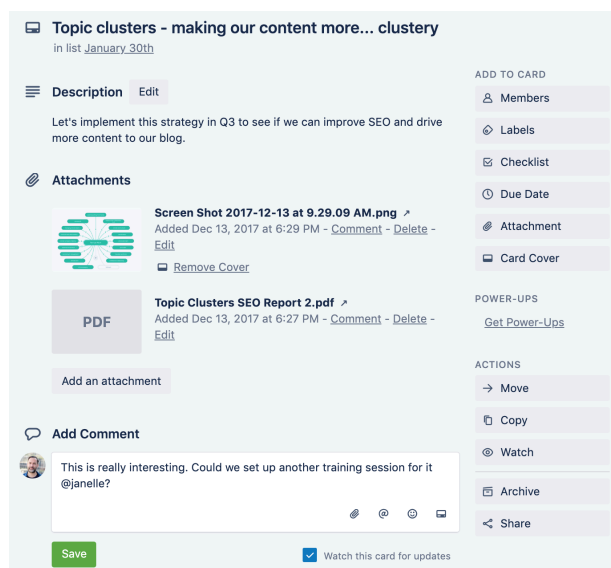 Topic clusters - making our content more... clustery
in list January 30th
Description Edit
Let's implement this strategy in Q3 to see if we can improve SEO and drive
more content to our blog.
Attachments
Screen Shot 2017-12-13 at 9.29.09 AM.png ↗
Added Dec 13, 2017 at 6:29 PM - Comment - Delete -
Edit
Remove Cover
PDF
Topic Clusters SEO Report 2.pdf ↗
Added Dec 13, 2017 at 6:27 PM - Comment - Delete -
Edit
Add an attachment
Add Comment
This is really interesting. Could we set up another training session for it
@janelle?
@
Save
Watch this card for updates
ADD TO CARD
Members
Labels
Checklist
Due Date
Attachment
Card Cover
POWER-UPS
Get Power-Ups
ACTIONS
Move
Copy
Watch
Archive
Share